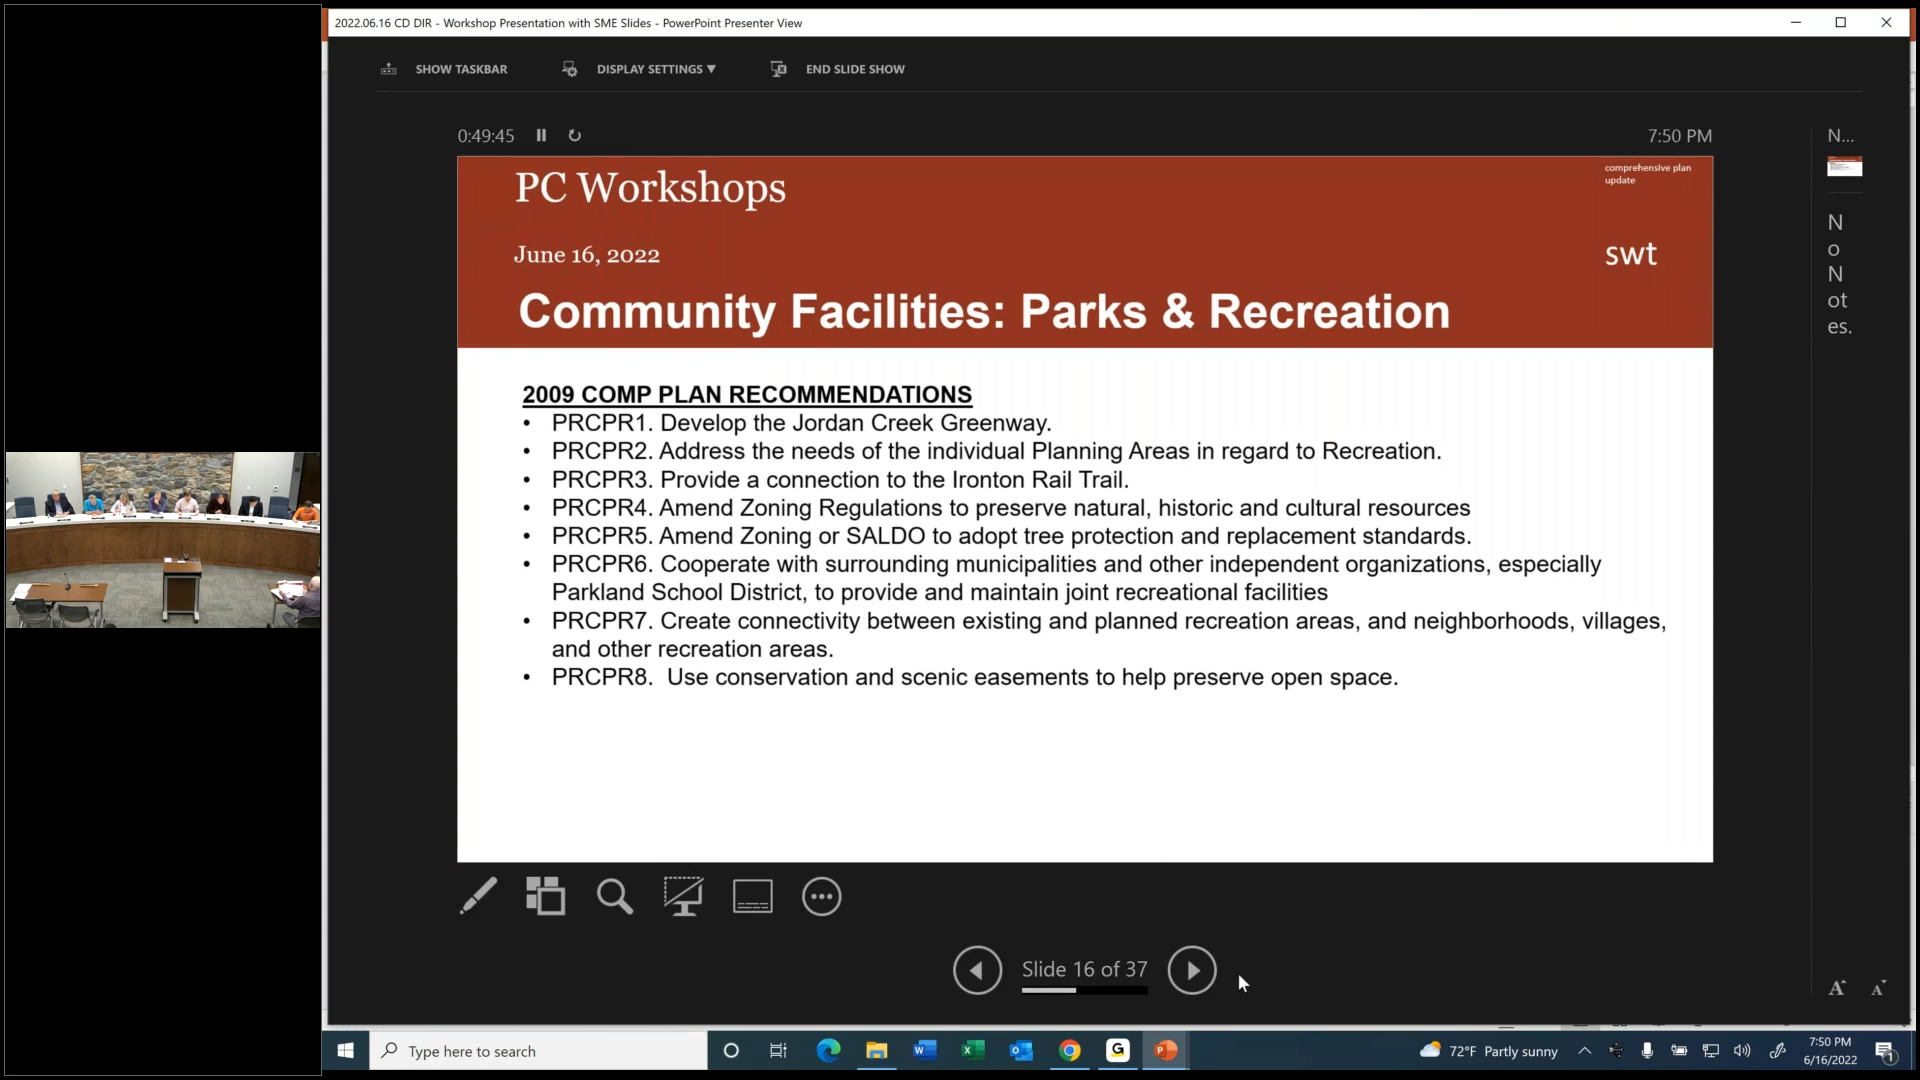 2022.06.16 CD DIR - Workshop Presentation with SME Slides - PowerPoint Presenter View
SHOW TASKBAR
DISPLAY SETTINGS ▼
END SLIDE SHOW
0:49:45
7:50 PM
N...
PC Workshops
comprehensive plan
update
June 16, 2022
swt
Community Facilities: Parks & Recreation
2009 COMP PLAN RECOMMENDATIONS
• PRCPR1. Develop the Jordan Creek Greenway.
• PRCPR2. Address the needs of the individual Planning Areas in regard to Recreation.
• PRCPR3. Provide a connection to the Ironton Rail Trail.
• PRCPR4. Amend Zoning Regulations to preserve natural, historic and cultural resources
• PRCPR5. Amend Zoning or SALDO to adopt tree protection and replacement standards.
• PRCPR6. Cooperate with surrounding municipalities and other independent organizations, especially
Parkland School District, to provide and maintain joint recreational facilities
• PRCPR7. Create connectivity between existing and planned recreation areas, and neighborhoods, villages,
and other recreation areas.
• PRCPR8.  Use conservation and scenic easements to help preserve open space.
N
o
N
ot
es.
Slide 16 of 37
A A
Type here to search
72°F Partly sunny
7:50 PM
6/16/2022
1